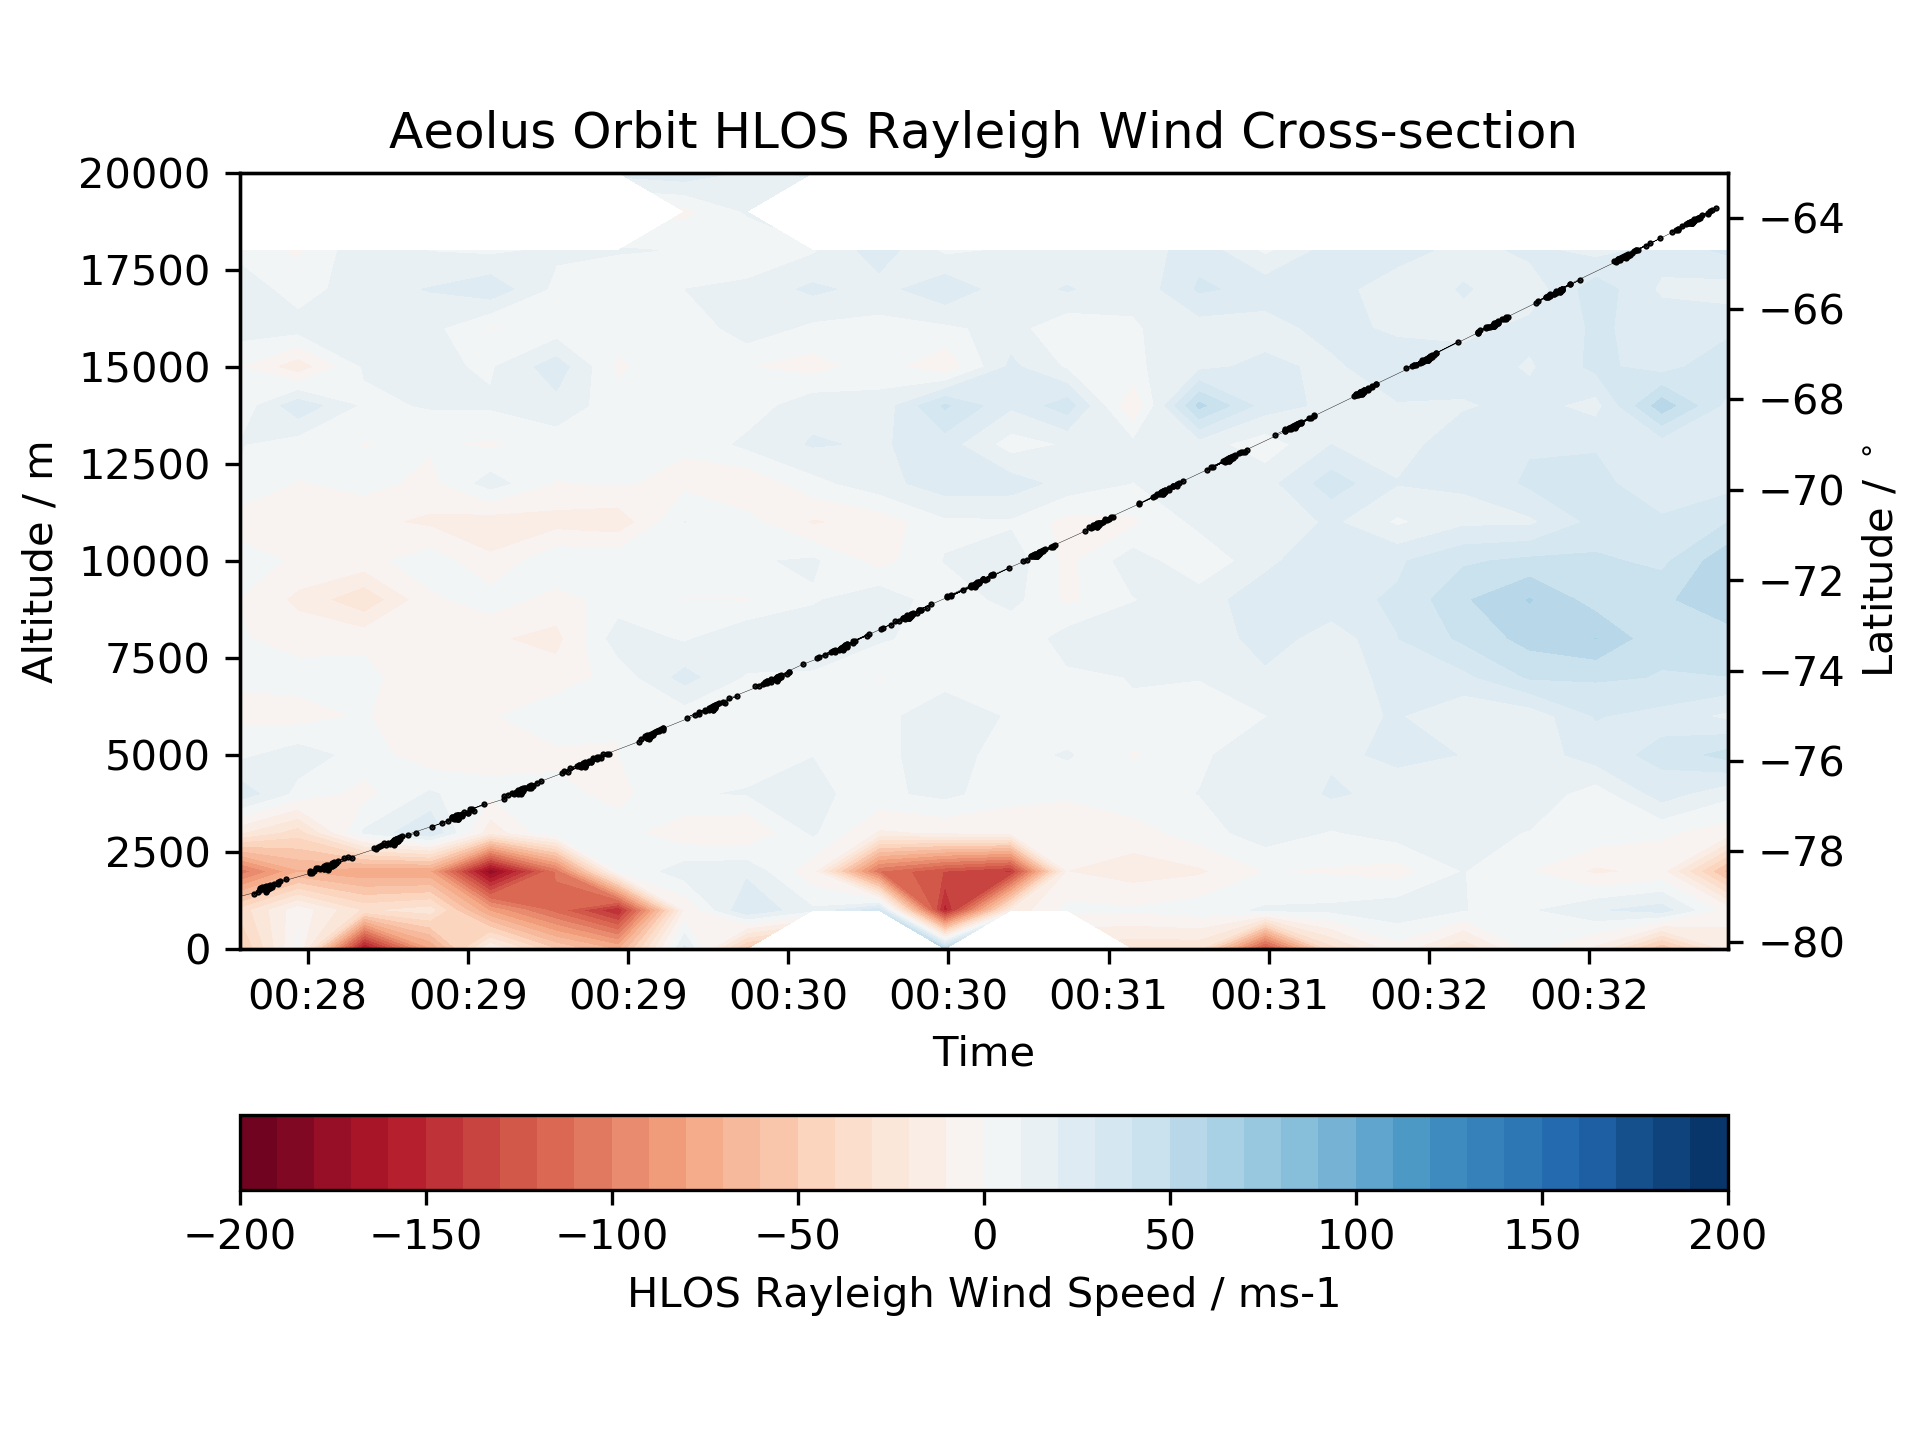 Aeolus Orbit HLOS Rayleigh Wind Cross-section
20000
17500
15000
12500
10000
7500
5000
2500
0
Altitude / m
−64
−66
−68
−70
−72
−74
−76
−78
−80
Latitude / °
00:28 00:29 00:29 00:30 00:30 00:31 00:31 00:32 00:32
Time
−200 −150 −100 −50 0 50 100 150 200
HLOS Rayleigh Wind Speed / ms-1